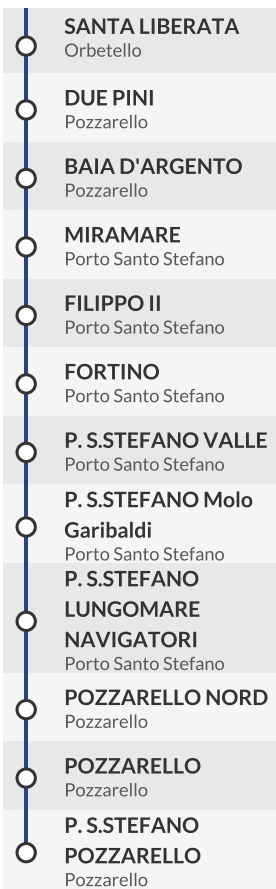 SANTA LIBERATA
Orbetello
DUE PINI
Pozzarello
BAIA D'ARGENTO
Pozzarello
MIRAMARE
Porto Santo Stefano
FILIPPO II
Porto Santo Stefano
FORTINO
Porto Santo Stefano
P. S.STEFANO VALLE
Porto Santo Stefano
P. S.STEFANO Molo
Garibaldi
Porto Santo Stefano
P. S.STEFANO
LUNGOMARE
NAVIGATORI
Porto Santo Stefano
POZZARELLO NORD
Pozzarello
POZZARELLO
Pozzarello
P. S.STEFANO
POZZARELLO
Pozzarello